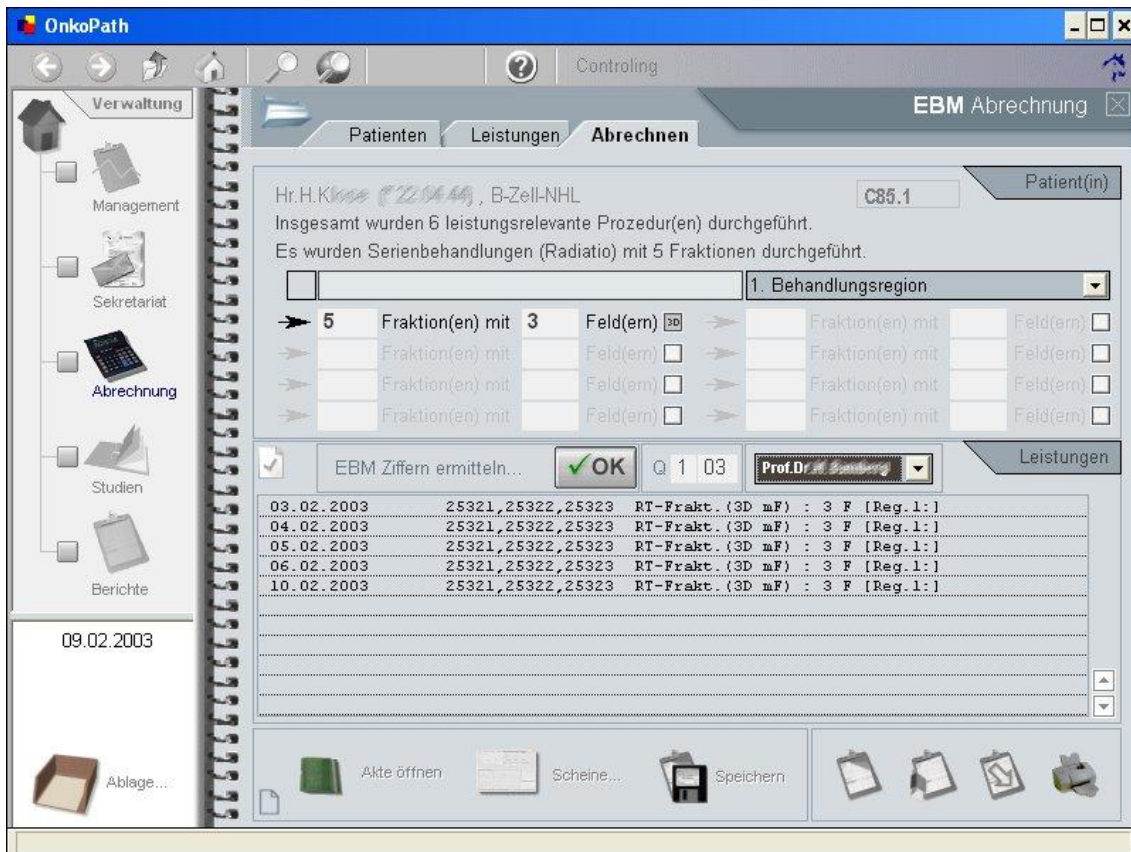 OnkoPath
Controling
Verwaltung
Management
Sekretariat
Abrechnung
Studien
Berichte
09.02.2003
Ablage...
EBM Abrechnung
Patienten Leistungen Abrechnen
Patient(in)
Hr.H. , B-Zell-NHL C85.1
Insgesamt wurden 6 leistungsrelevante Prozedur(en) durchgeführt.
Es wurden Serienbehandlungen (Radiatio) mit 5 Fraktionen durchgeführt.
1. Behandlungsregion
5 Fraktion(en) mit 3 Feld(ern) 3D Fraktion(en) mit Feld(ern)
Fraktion(en) mit Feld(ern) Fraktion(en) mit Feld(ern)
Fraktion(en) mit Feld(ern) Fraktion(en) mit Feld(ern)
Fraktion(en) mit Feld(ern) Fraktion(en) mit Feld(ern)
Leistungen
EBM Ziffern ermitteln... OK Q 1 03 Prof.Dr.
03.02.2003 25321,25322,25323 RT-Frakt.(3D mF) : 3 F [Reg.1:]
04.02.2003 25321,25322,25323 RT-Frakt.(3D mF) : 3 F [Reg.1:]
05.02.2003 25321,25322,25323 RT-Frakt.(3D mF) : 3 F [Reg.1:]
06.02.2003 25321,25322,25323 RT-Frakt.(3D mF) : 3 F [Reg.1:]
10.02.2003 25321,25322,25323 RT-Frakt.(3D mF) : 3 F [Reg.1:]
Akte öffnen Scheine... Speichern